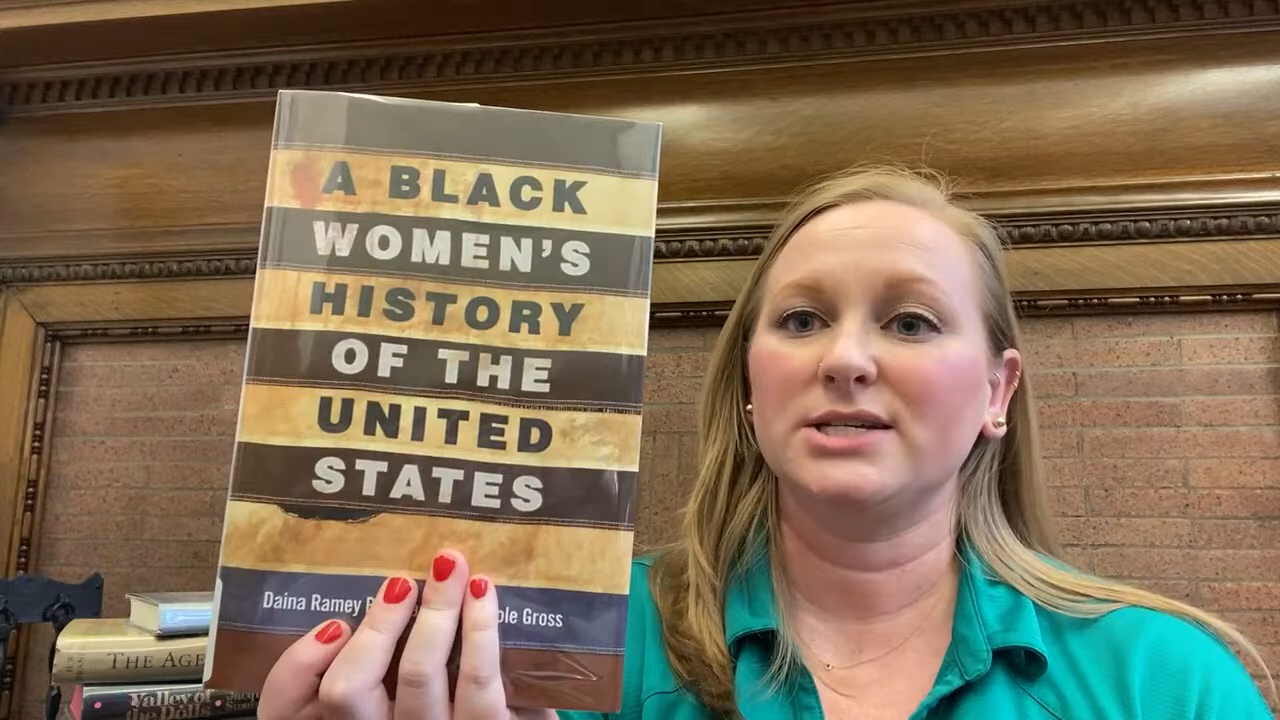 A BLACK
WOMEN'S
HISTORY
OF THE
UNITED
STATES
Daina Ramey
Gross
THE AGE
Valley of
the Dolls